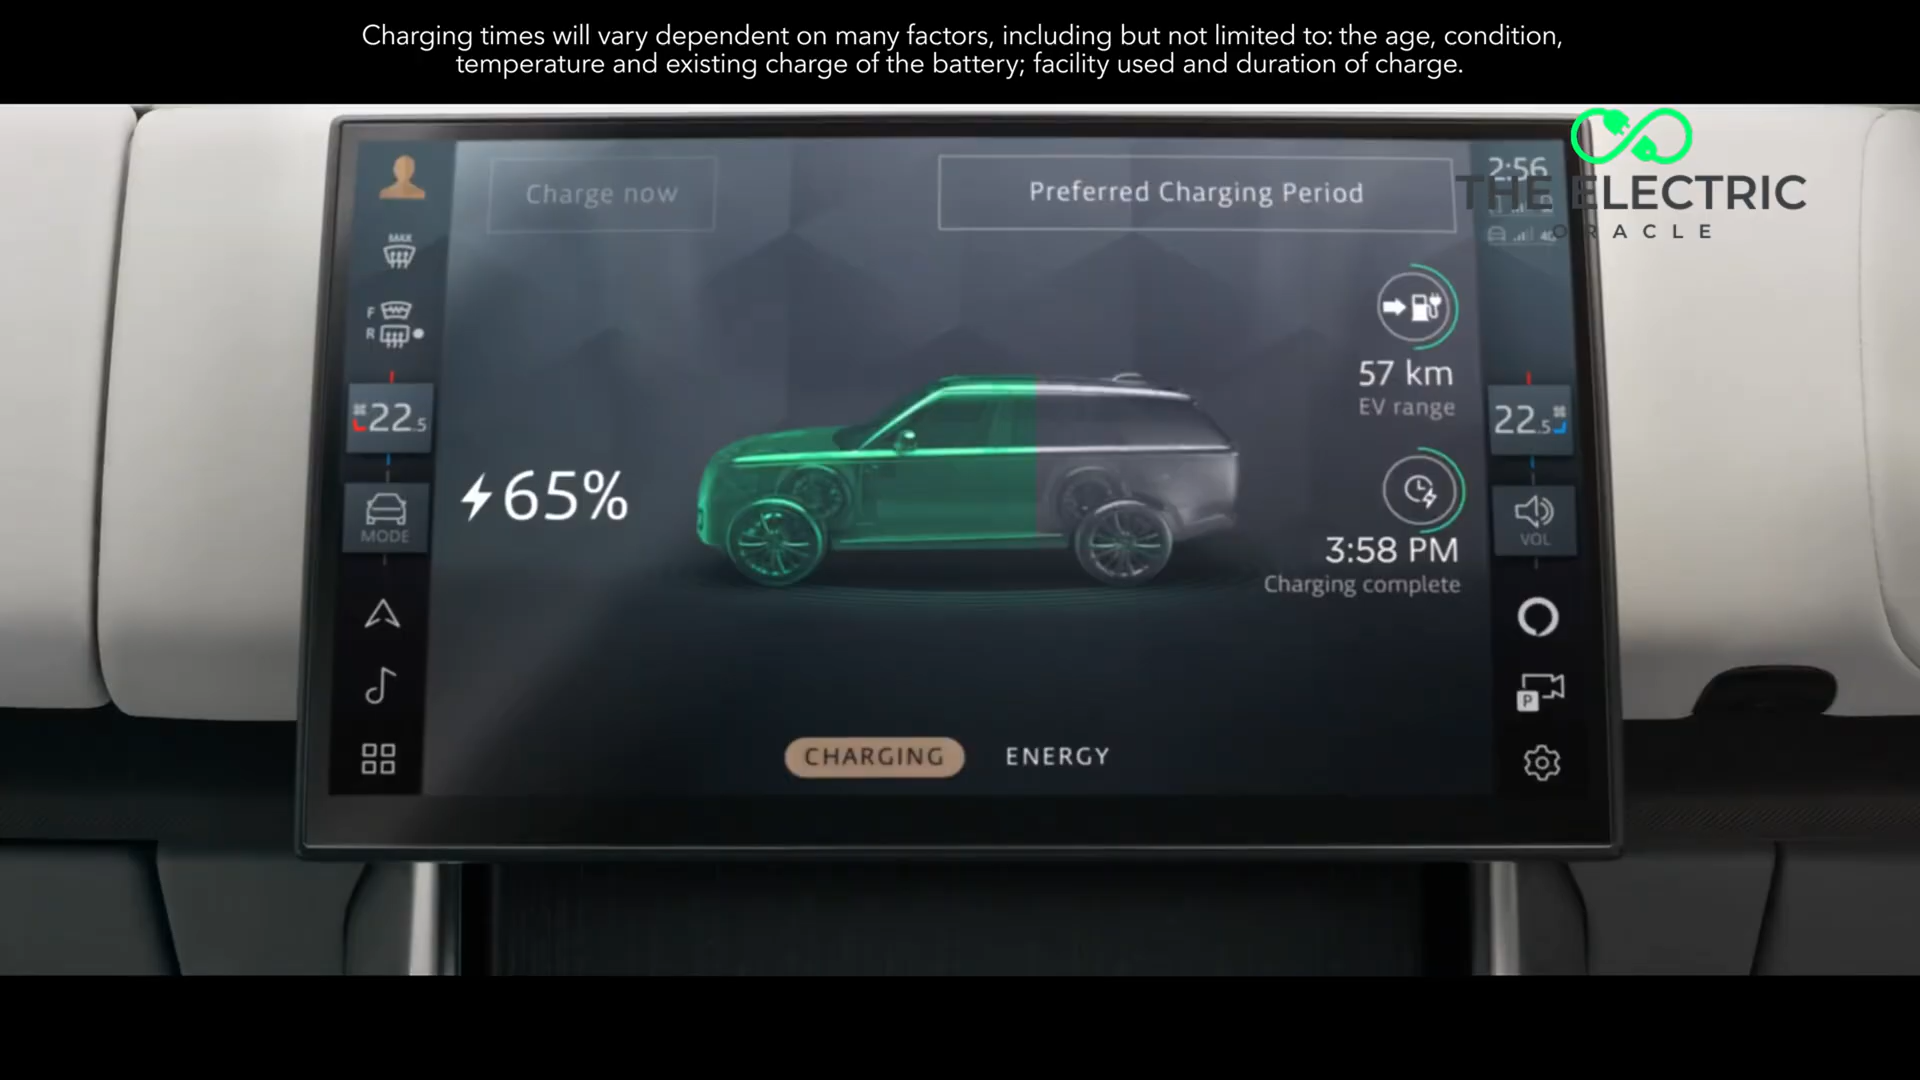 Charging times will vary dependent on many factors, including but not limited to: the age, condition,
temperature and existing charge of the battery; facility used and duration of charge.
THE ELECTRIC
ORACLE
Charge now
Preferred Charging Period
2:56
MAX
F
R
22.5
MODE
65%
57 km
EV range
3:58 PM
Charging complete
22.5
VOL
P
CHARGING
ENERGY